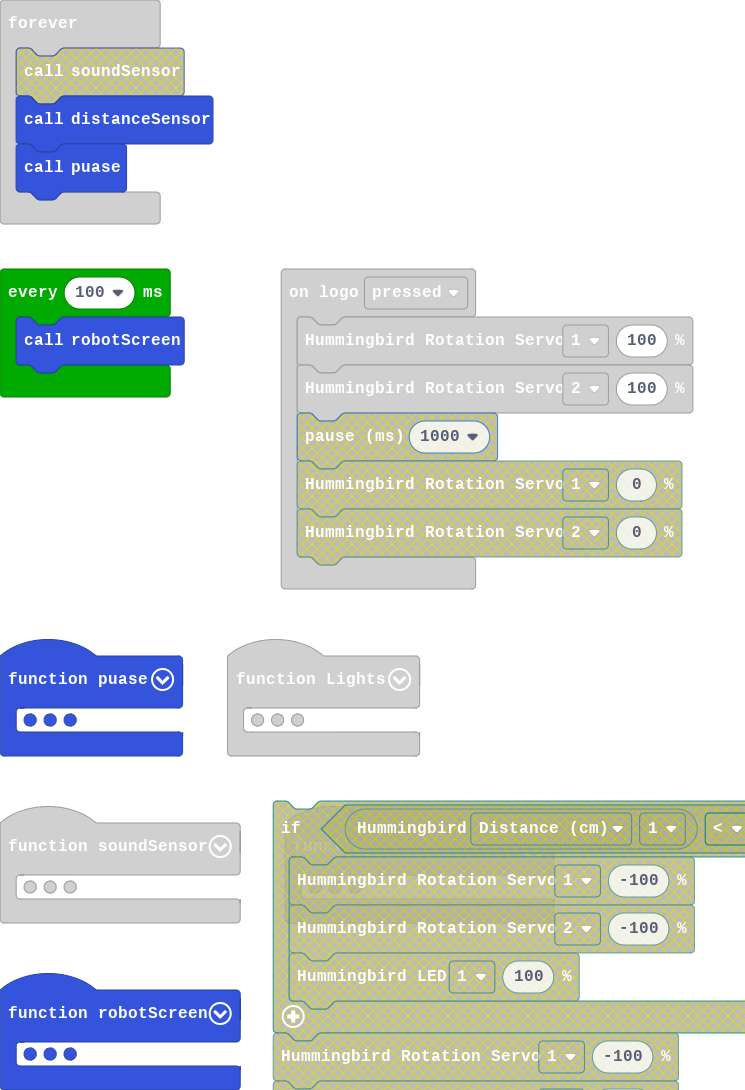 forever
call soundSensor
call distanceSensor
call puase
every 100 ms
call robotScreen
on logo pressed
Hummingbird Rotation Servo 1 100 %
Hummingbird Rotation Servo 2 100 %
pause (ms) 1000
Hummingbird Rotation Servo 1 0 %
Hummingbird Rotation Servo 2 0 %
function puase
function Lights
function soundSensor
function robotScreen
if Hummingbird Distance (cm) 1 <
Hummingbird Rotation Servo 1 -100 %
Hummingbird Rotation Servo 2 -100 %
Hummingbird LED 1 100 %
Hummingbird Rotation Servo 1 -100 %